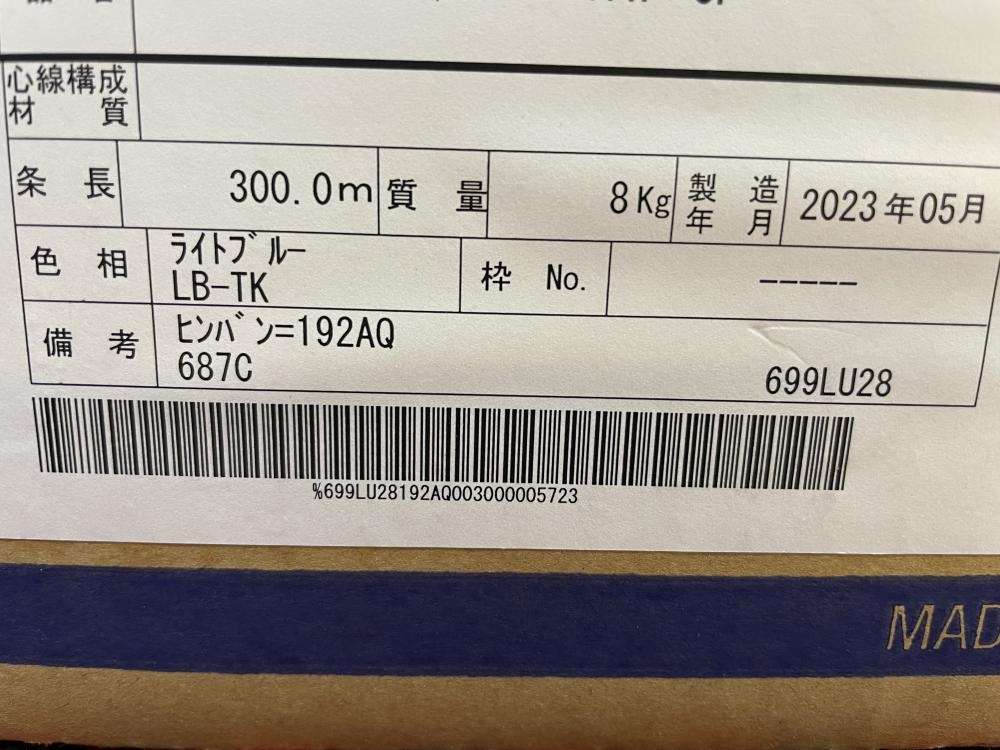 心線構成
材 質
条 長 300.0m 質 量 8Kg 製 造 年 月 2023年05月
色 相 ライトブルー
LB-TK 枠 No. -----
備 考 ヒンバン=192AQ
687C 699LU28
%699LU28192AQ003000005723
MAD